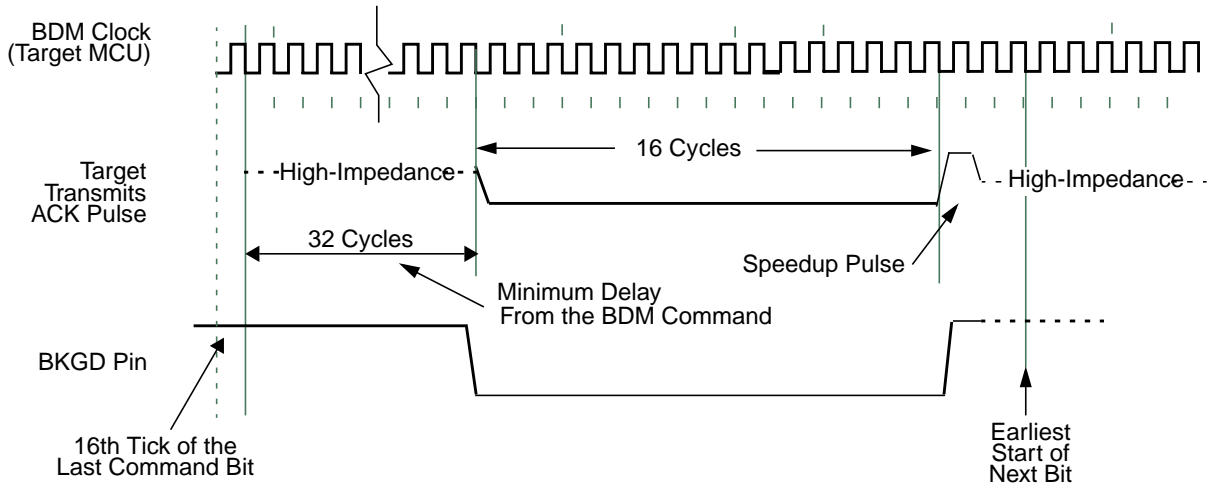 BDM Clock
(Target MCU)
16 Cycles
Target
Transmits
ACK Pulse
High-Impedance
High-Impedance
32 Cycles
Speedup Pulse
Minimum Delay
From the BDM Command
BKGD Pin
16th Tick of the
Last Command Bit
Earliest
Start of
Next Bit